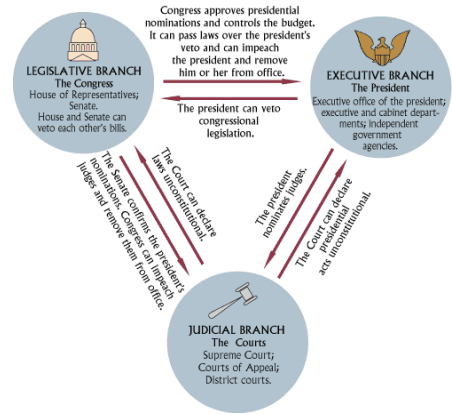 Congress approves presidential
nominations and controls the budget.
It can pass laws over the president's
veto and can impeach
the president and remove
him or her from office.
LEGISLATIVE BRANCH
The Congress
House of Representatives;
Senate.
House and Senate can
veto each other's bills.
EXECUTIVE BRANCH
The President
Executive office of the president;
executive and cabinet depart-
ments; independent
government
agencies.
The president can veto
congressional
legislation.
The Senate confirms the president's
nominations. Congress can impeach
judges and remove them from office.
The Court can declare
laws unconstitutional.
The president
nominates judges.
The Court can declare
presidential
acts unconstitutional.
JUDICIAL BRANCH
The Courts
Supreme Court;
Courts of Appeal;
District courts.